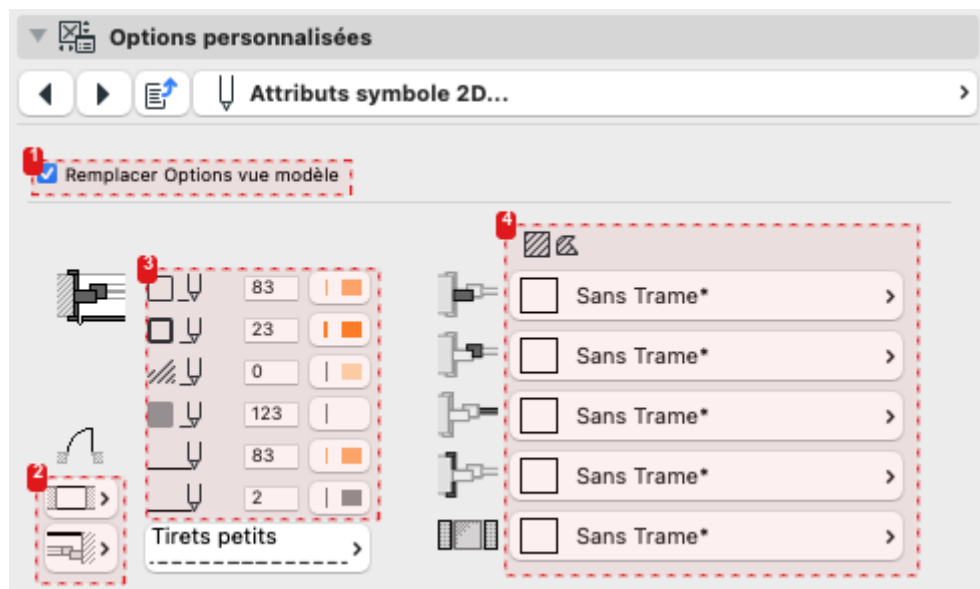 Options personnalisées
Attributs symbole 2D...
1
Remplacer Options vue modèle
4
3
83
Sans Trame*
23
Sans Trame*
0
123
Sans Trame*
83
2
Sans Trame*
2
Tirets petits
Sans Trame*